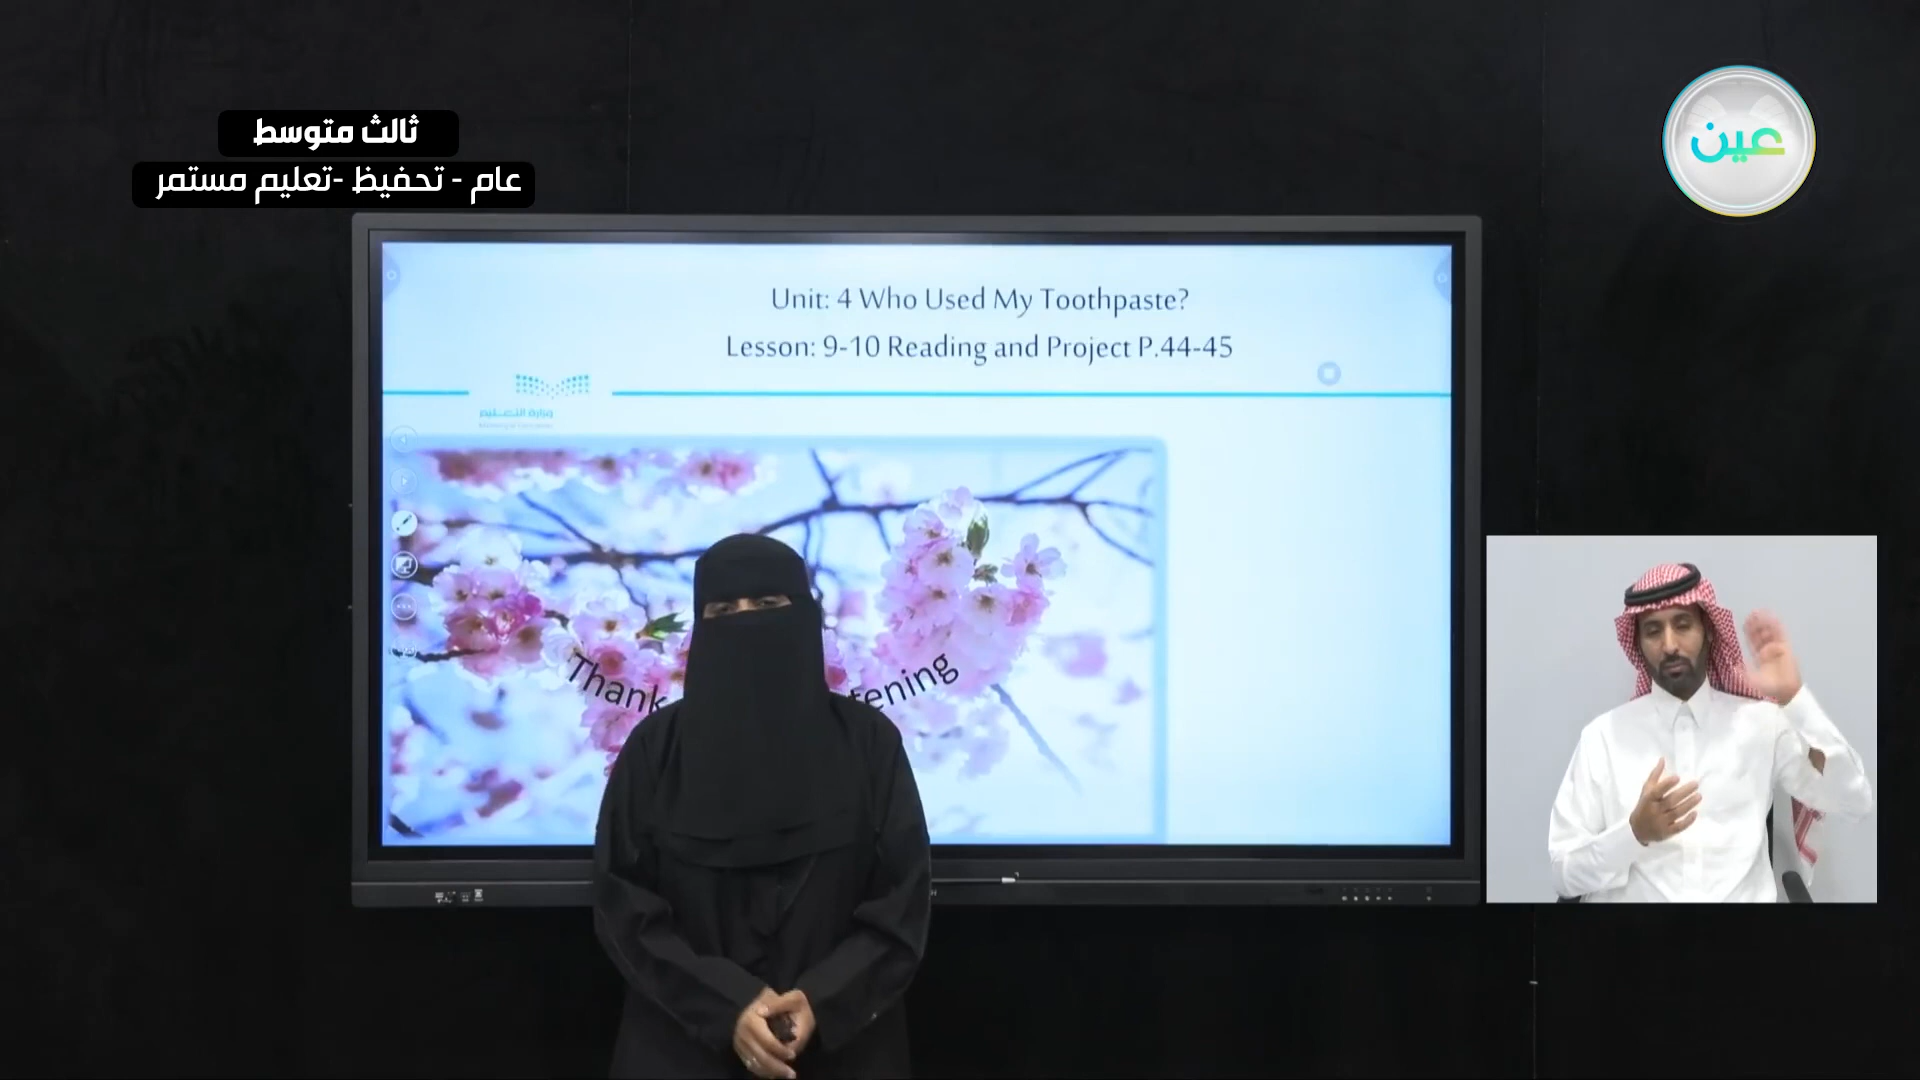 ثالث متوسط
عام - تحفيظ -تعليم مستمر
عين
Unit: 4 Who Used My Toothpaste?
Lesson: 9-10 Reading and Project P.44-45
وزارة التعليم
Thank
tening